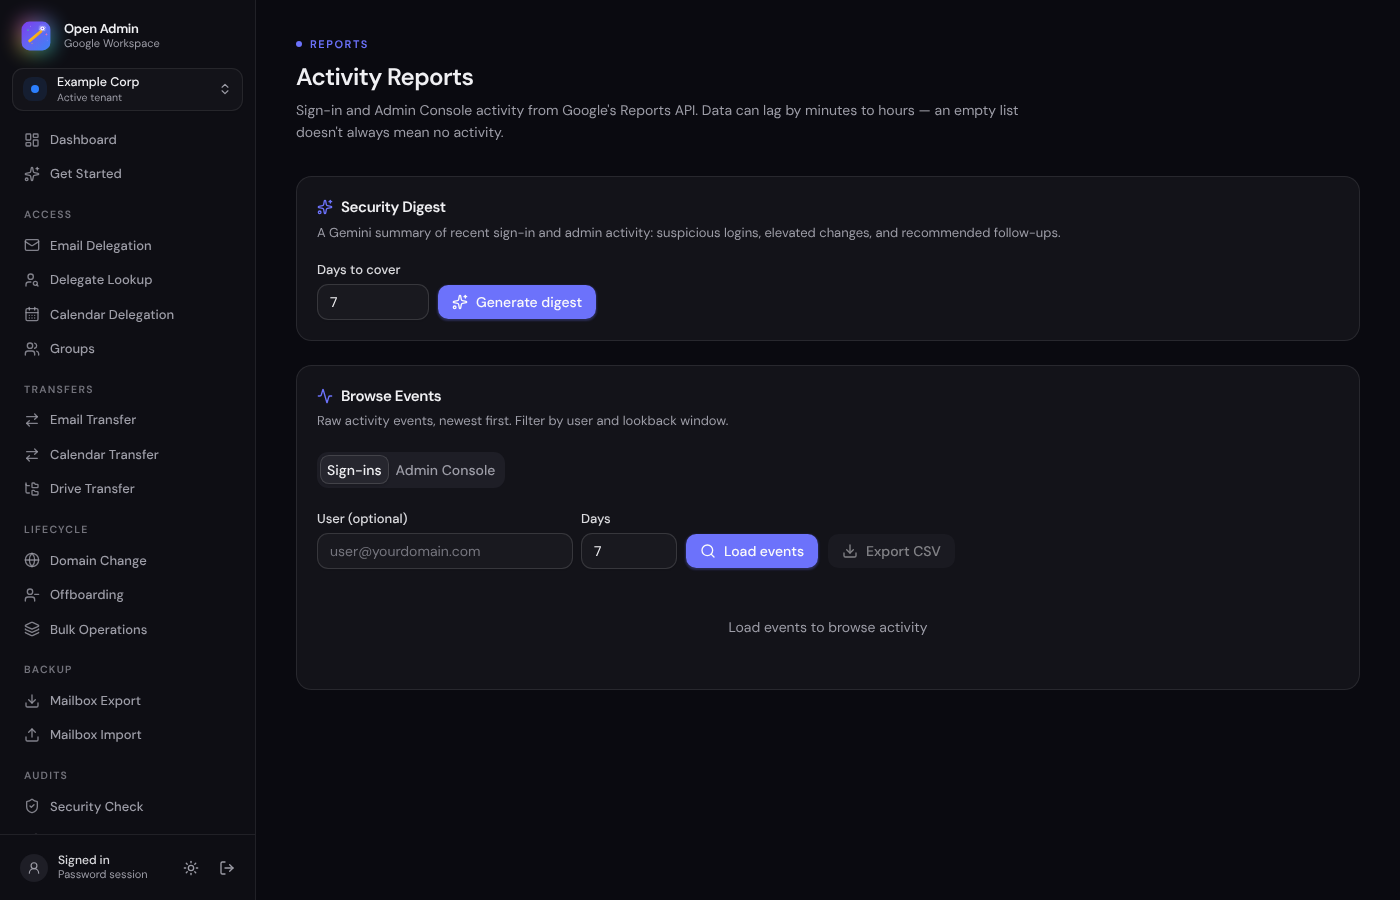 Open Admin
Google Workspace
Example Corp
Active tenant
Dashboard
Get Started
ACCESS
Email Delegation
Delegate Lookup
Calendar Delegation
Groups
TRANSFERS
Email Transfer
Calendar Transfer
Drive Transfer
LIFECYCLE
Domain Change
Offboarding
Bulk Operations
BACKUP
Mailbox Export
Mailbox Import
AUDITS
Security Check
Signed in
Password session
REPORTS
Activity Reports
Sign-in and Admin Console activity from Google's Reports API. Data can lag by minutes to hours — an empty list
doesn't always mean no activity.
Security Digest
A Gemini summary of recent sign-in and admin activity: suspicious logins, elevated changes, and recommended follow-ups.
Days to cover
7
Generate digest
Browse Events
Raw activity events, newest first. Filter by user and lookback window.
Sign-ins
Admin Console
User (optional)
Days
user@yourdomain.com
7
Load events
Export CSV
Load events to browse activity